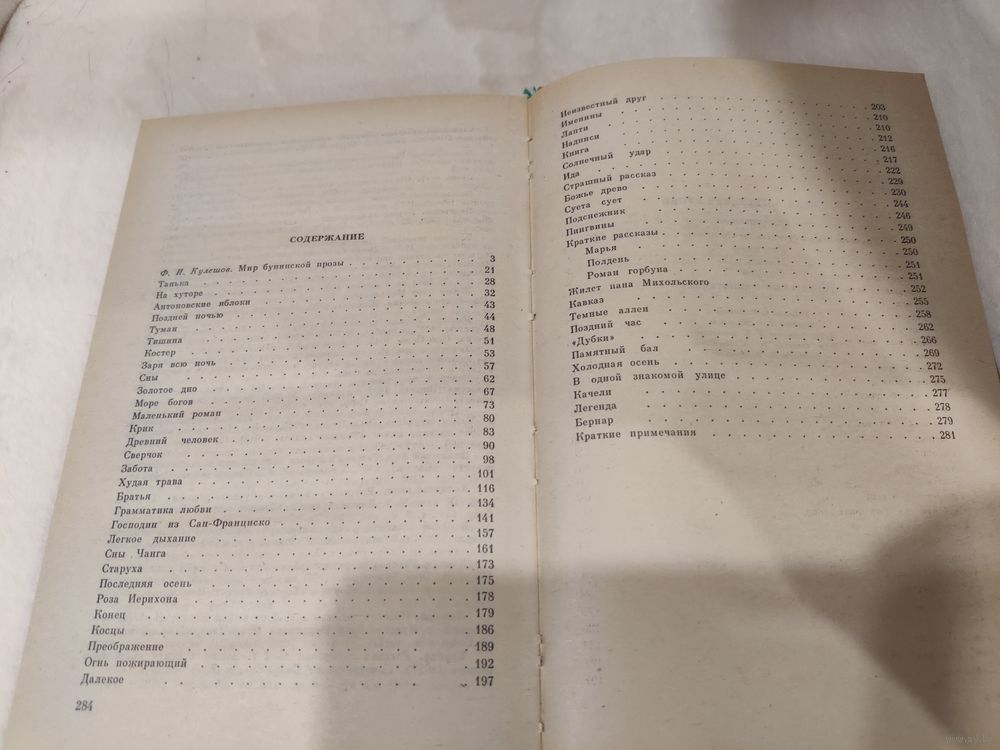 СОДЕРЖАНИЕ
Ф. И. Кулешов. Мир бунинской прозы . . . . . 3
Танька . . . . . 21
На хуторе . . . . . 28
Антоновские яблоки . . . . . 32
Поздней ночью . . . . . 43
Туман . . . . . 44
Тишина . . . . . 48
Костер . . . . . 51
Заря всю ночь . . . . . 53
Сны . . . . . 57
Золотое дно . . . . . 62
Море богов . . . . . 67
Маленький роман . . . . . 73
Крик . . . . . 80
Древний человек . . . . . 83
Сверчок . . . . . 90
Забота . . . . . 98
Худая трава . . . . . 101
Братья . . . . . 116
Грамматика любви . . . . . 134
Господин из Сан-Франциско . . . . . 141
Легкое дыхание . . . . . 157
Сны Чанга . . . . . 161
Старуха . . . . . 173
Последняя осень . . . . . 175
Роза Иерихона . . . . . 178
Конец . . . . . 179
Косцы . . . . . 186
Преображение . . . . . 189
Огнь пожирающий . . . . . 192
Далекое . . . . . 197
284
Неизвестный друг . . . . . 203
Именины . . . . . 210
Лапти . . . . . 210
Надписи . . . . . 212
Книга . . . . . 216
Солнечный удар . . . . . 217
Ида . . . . . 222
Страшный рассказ . . . . . 229
Божье древо . . . . . 230
Суета сует . . . . . 244
Подснежник . . . . . 246
Пингвины . . . . . 249
Краткие рассказы . . . . . 250
Марья . . . . . 250
Полдень . . . . . 251
Роман горбуна . . . . . 251
Жилет пана Михольского . . . . . 252
Кавказ . . . . . 255
Темные аллеи . . . . . 258
Поздний час . . . . . 262
«Дубки» . . . . . 266
Памятный бал . . . . . 269
Холодная осень . . . . . 272
В одной знакомой улице . . . . . 275
Качели . . . . . 277
Легенда . . . . . 278
Бернар . . . . . 279
Краткие примечания . . . . . 281